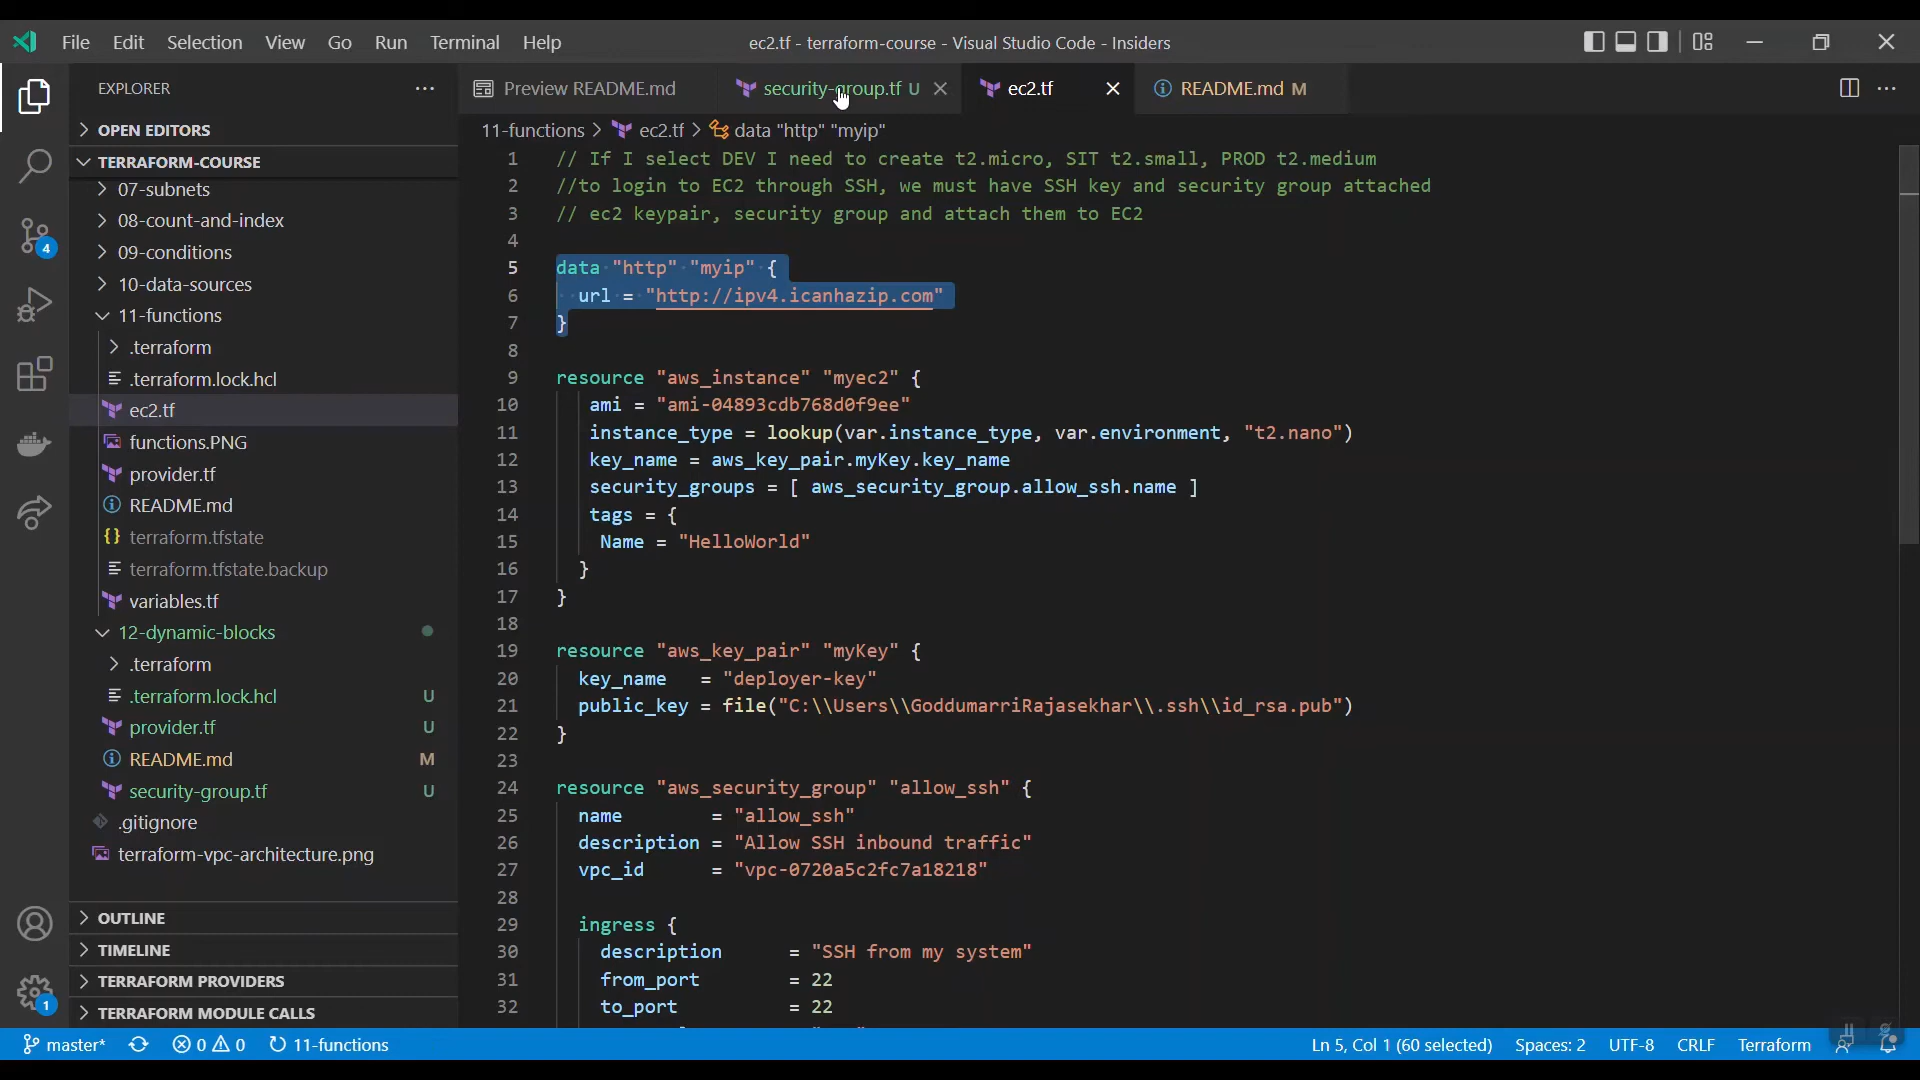 File Edit Selection View Go Run Terminal Help
ec2.tf - terraform-course - Visual Studio Code - Insiders
EXPLORER
OPEN EDITORS
TERRAFORM-COURSE
07-subnets
08-count-and-index
09-conditions
10-data-sources
11-functions
.terraform
.terraform.lock.hcl
ec2.tf
functions.PNG
provider.tf
README.md
terraform.tfstate
terraform.tfstate.backup
variables.tf
12-dynamic-blocks
.terraform
.terraform.lock.hcl U
provider.tf U
README.md M
security-group.tf U
.gitignore
terraform-vpc-architecture.png
OUTLINE
TIMELINE
TERRAFORM PROVIDERS
TERRAFORM MODULE CALLS
4
1
Preview README.md security-group.tf U ec2.tf README.md M
11-functions > ec2.tf > data "http" "myip"
1 // If I select DEV I need to create t2.micro, SIT t2.small, PROD t2.medium
2 //to login to EC2 through SSH, we must have SSH key and security group attached
3 // ec2 keypair, security group and attach them to EC2
4
5 data "http" "myip" {
6 url = "http://ipv4.icanhazip.com"
7 }
8
9 resource "aws_instance" "myec2" {
10 ami = "ami-04893cdb768d0f9ee"
11 instance_type = lookup(var.instance_type, var.environment, "t2.nano")
12 key_name = aws_key_pair.myKey.key_name
13 security_groups = [ aws_security_group.allow_ssh.name ]
14 tags = {
15 Name = "HelloWorld"
16 }
17 }
18
19 resource "aws_key_pair" "myKey" {
20 key_name = "deployer-key"
21 public_key = file("C:\\Users\\GoddumarriRajasekhar\\.ssh\\id_rsa.pub")
22 }
23
24 resource "aws_security_group" "allow_ssh" {
25 name = "allow_ssh"
26 description = "Allow SSH inbound traffic"
27 vpc_id = "vpc-0720a5c2fc7a18218"
28
29 ingress {
30 description = "SSH from my system"
31 from_port = 22
32 to_port = 22
master* 0 0 11-functions Ln 5, Col 1 (60 selected) Spaces: 2 UTF-8 CRLF Terraform